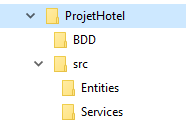 ProjetHotel
BDD
src
Entities
Services